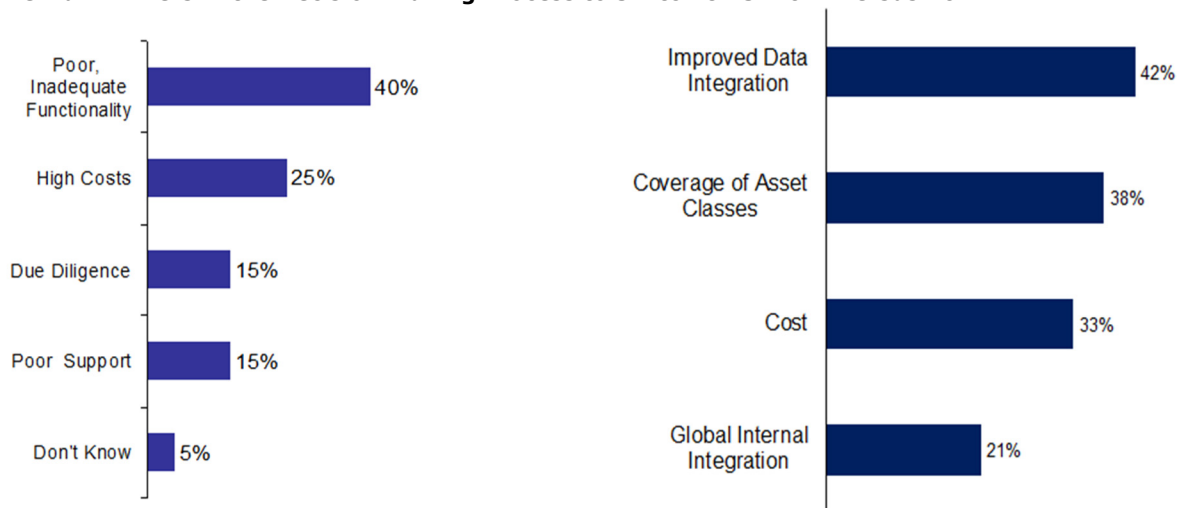 Poor,
Inadequate
Functionality
40%
High Costs
25%
Due Diligence
15%
Poor Support
15%
Don't Know
5%
Improved Data
Integration
42%
Coverage of Asset
Classes
38%
Cost
33%
Global Internal
Integration
21%